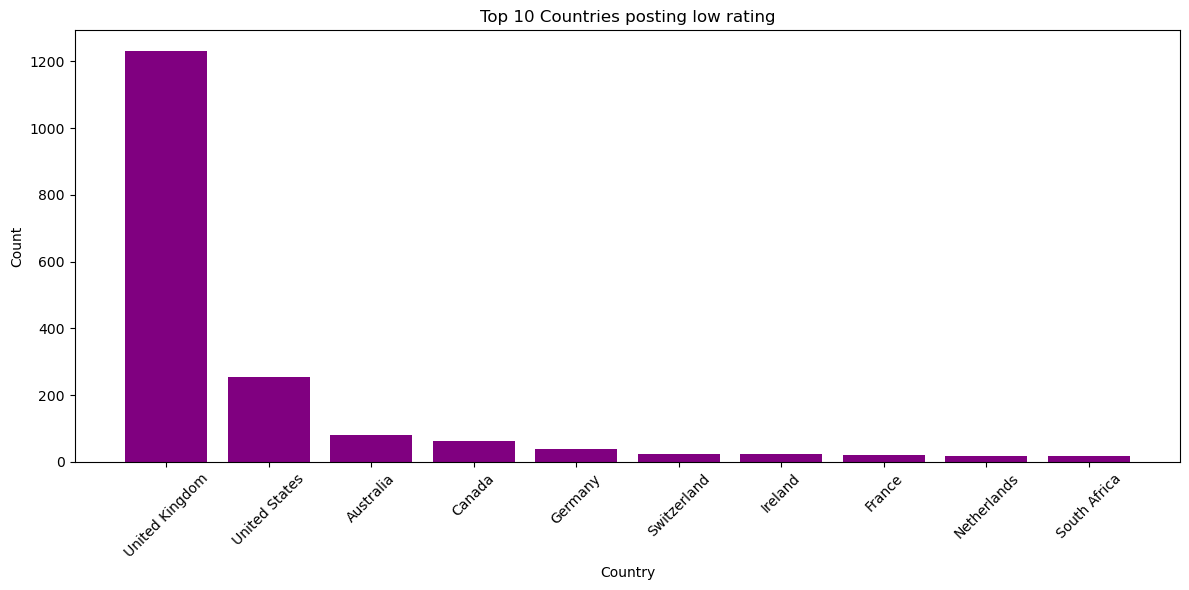 Top 10 Countries posting low rating
Count
1200
1000
800
600
400
200
0
United Kingdom
United States
Australia
Canada
Germany
Switzerland
Ireland
France
Netherlands
South Africa
Country